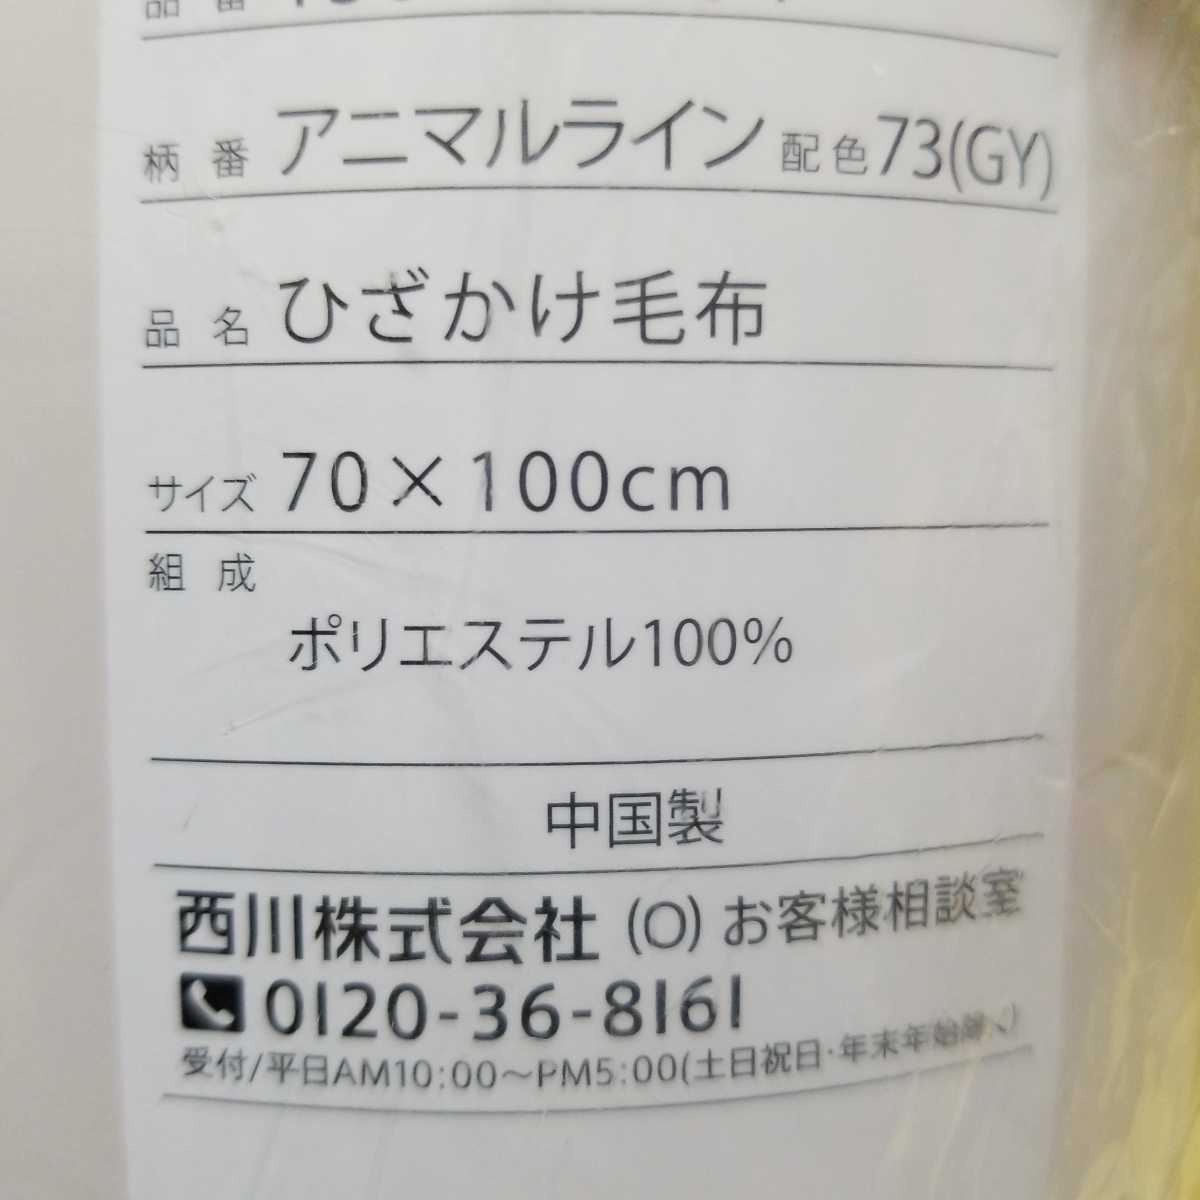 柄番 アニマルライン 配色73(GY)
品名 ひざかけ毛布
サイズ 70×100cm
組成
ポリエステル100%
中国製
西川株式会社 (O) お客様相談室
0120-36-8161
受付/平日AM10:00～PM5:00(土日祝日・年末年始除く)